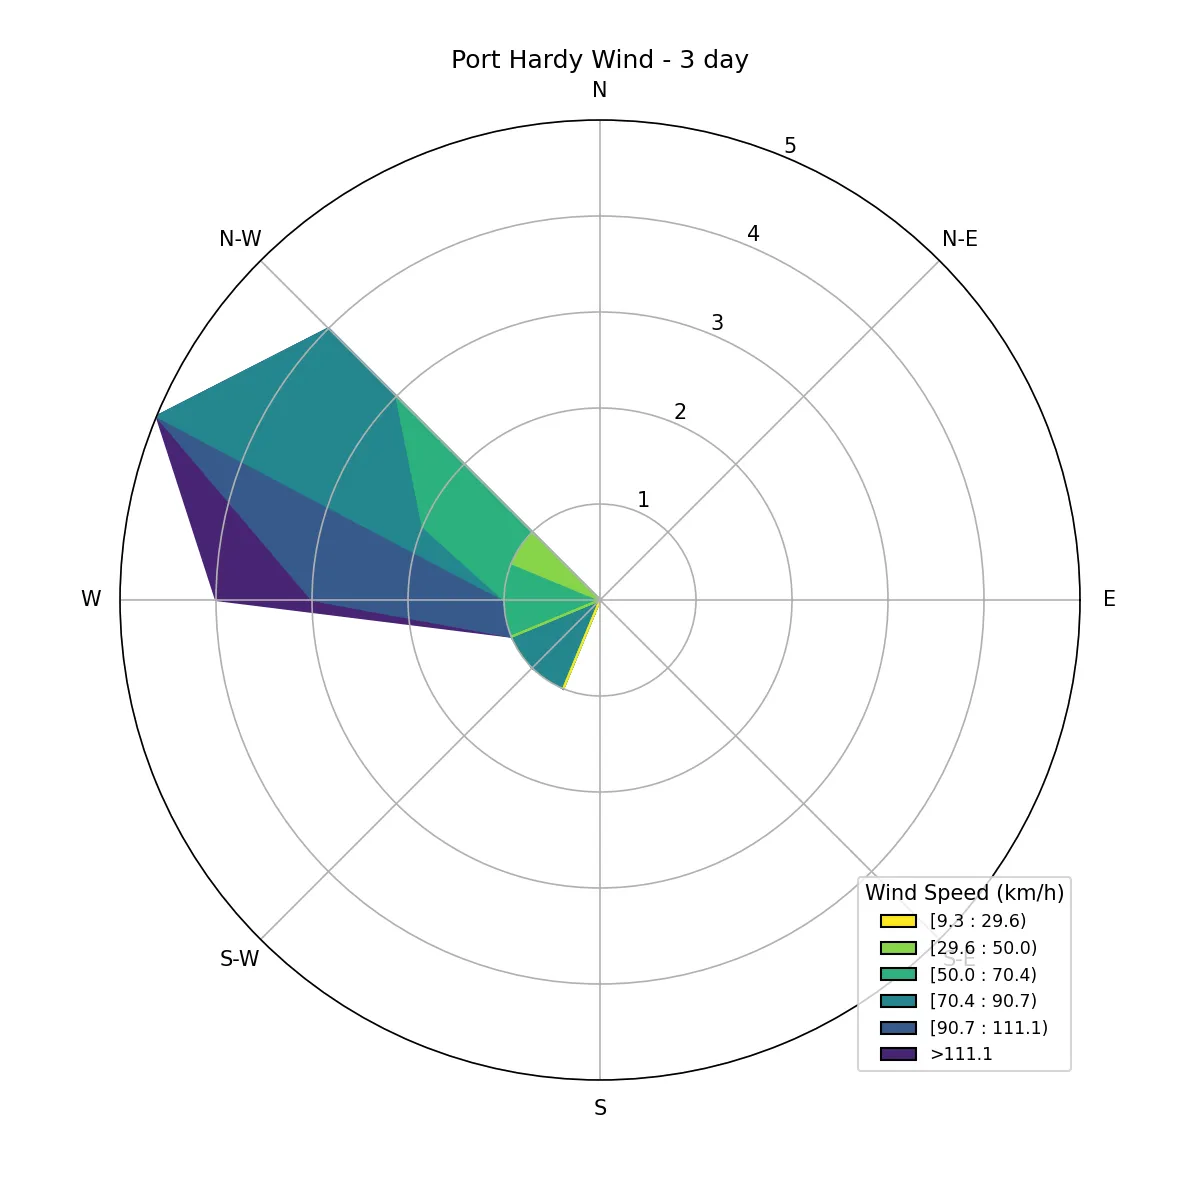 Port Hardy Wind - 3 day
N
5
N-W
4
N-E
3
2
1
W
E
Wind Speed (km/h)
[9.3 : 29.6)
[29.6 : 50.0)
S-W
S-E
[50.0 : 70.4)
[70.4 : 90.7)
[90.7 : 111.1)
>111.1
S